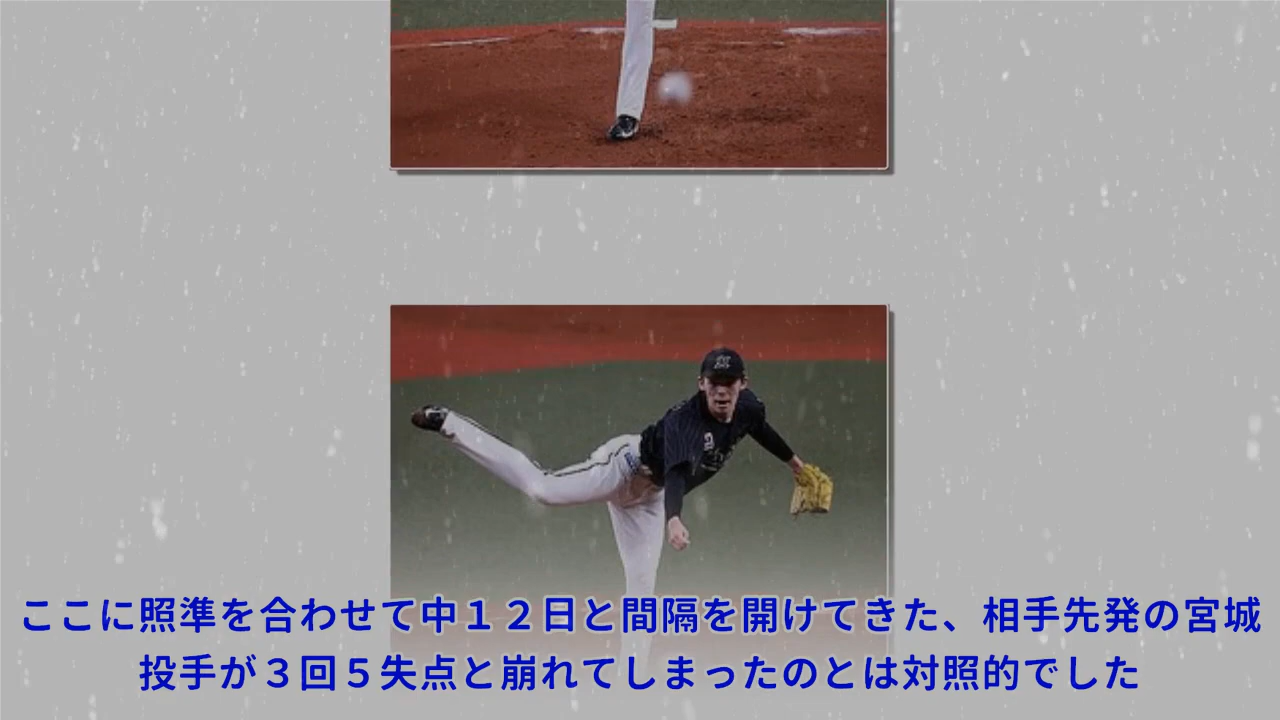 ここに照準を合わせて中１２日と間隔を開けてきた、相手先発の宮城
投手が３回５失点と崩れてしまったのとは対照的でした